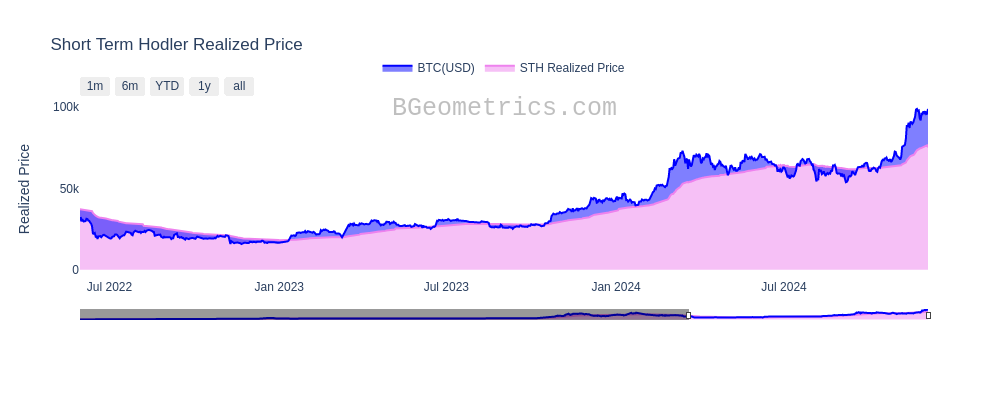 Short Term Hodler Realized Price
BTC(USD) STH Realized Price
1m 6m YTD 1y all
BGeometrics.com
100k
50k
0
Realized Price
Jul 2022 Jan 2023 Jul 2023 Jan 2024 Jul 2024